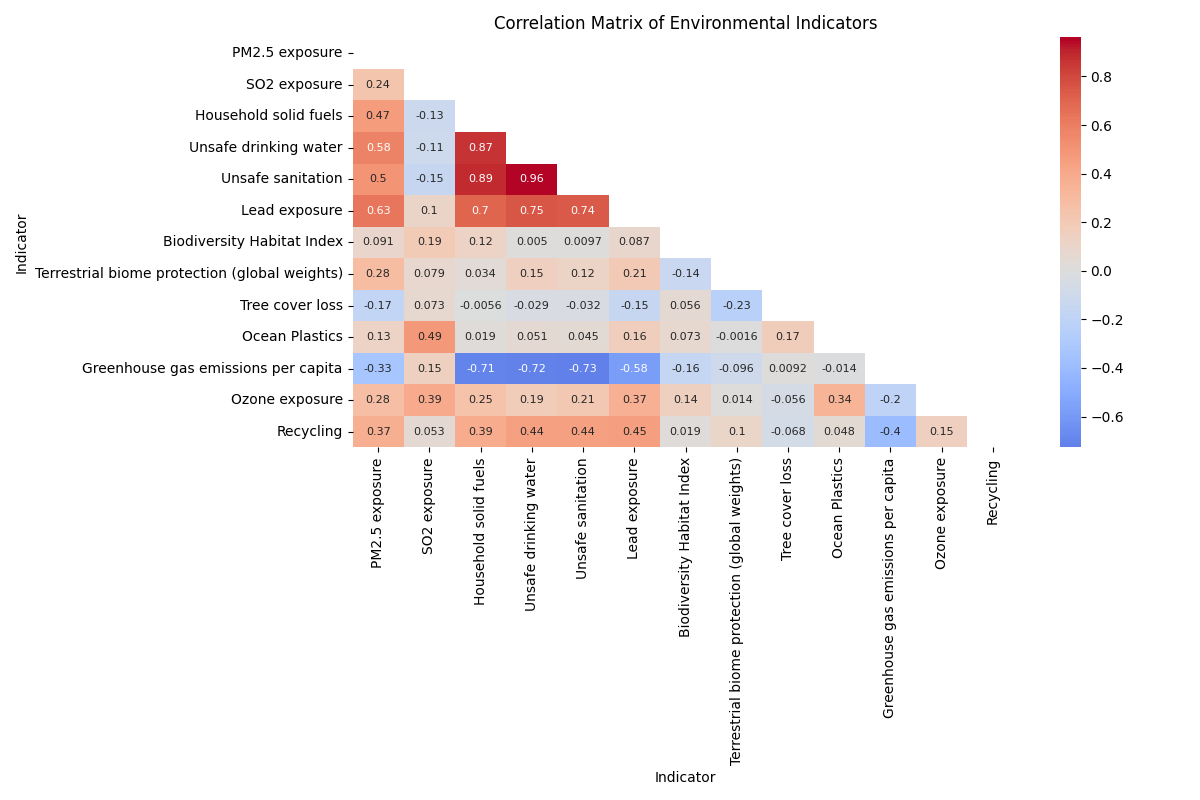 Correlation Matrix of Environmental Indicators
Indicator
PM2.5 exposure
SO2 exposure 0.24
Household solid fuels 0.47 -0.13
Unsafe drinking water 0.58 -0.11 0.87
Unsafe sanitation 0.5 -0.15 0.89 0.96
Lead exposure 0.63 0.1 0.7 0.75 0.74
Biodiversity Habitat Index 0.091 0.19 0.12 0.005 0.0097 0.087
Terrestrial biome protection (global weights) 0.28 0.079 0.034 0.15 0.12 0.21 -0.14
Tree cover loss -0.17 0.073 -0.0056 -0.029 -0.032 -0.15 0.056 -0.23
Ocean Plastics 0.13 0.49 0.019 0.051 0.045 0.16 0.073 -0.0016 0.17
Greenhouse gas emissions per capita -0.33 0.15 -0.71 -0.72 -0.73 -0.58 -0.16 -0.096 0.0092 -0.014
Ozone exposure 0.28 0.39 0.25 0.19 0.21 0.37 0.14 0.014 -0.056 0.34 -0.2
Recycling 0.37 0.053 0.39 0.44 0.44 0.45 0.019 0.1 -0.068 0.048 -0.4 0.15
PM2.5 exposure
SO2 exposure
Household solid fuels
Unsafe drinking water
Unsafe sanitation
Lead exposure
Biodiversity Habitat Index
Terrestrial biome protection (global weights)
Tree cover loss
Ocean Plastics
Greenhouse gas emissions per capita
Ozone exposure
Recycling
Indicator
0.8
0.6
0.4
0.2
0.0
−0.2
−0.4
−0.6